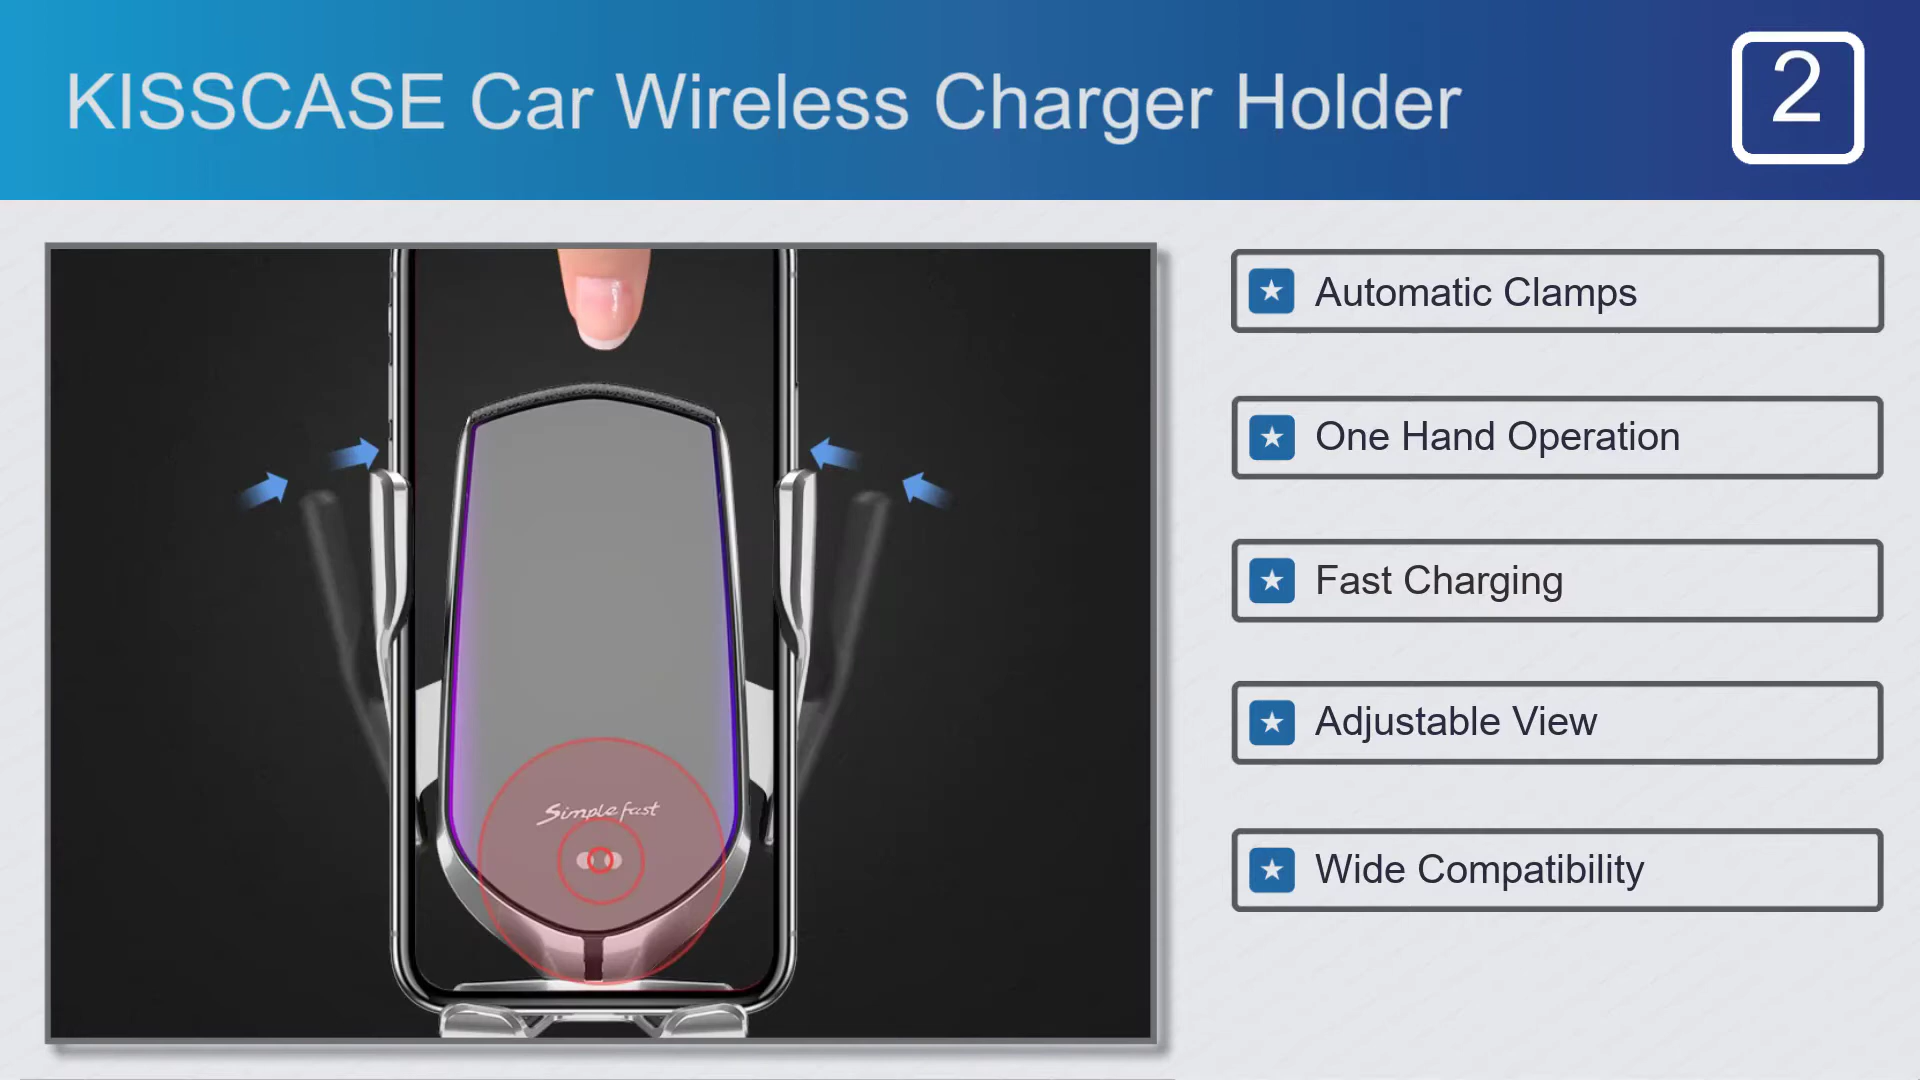 KISSCASE Car Wireless Charger Holder
2
Simple fast
Automatic Clamps
One Hand Operation
Fast Charging
Adjustable View
Wide Compatibility